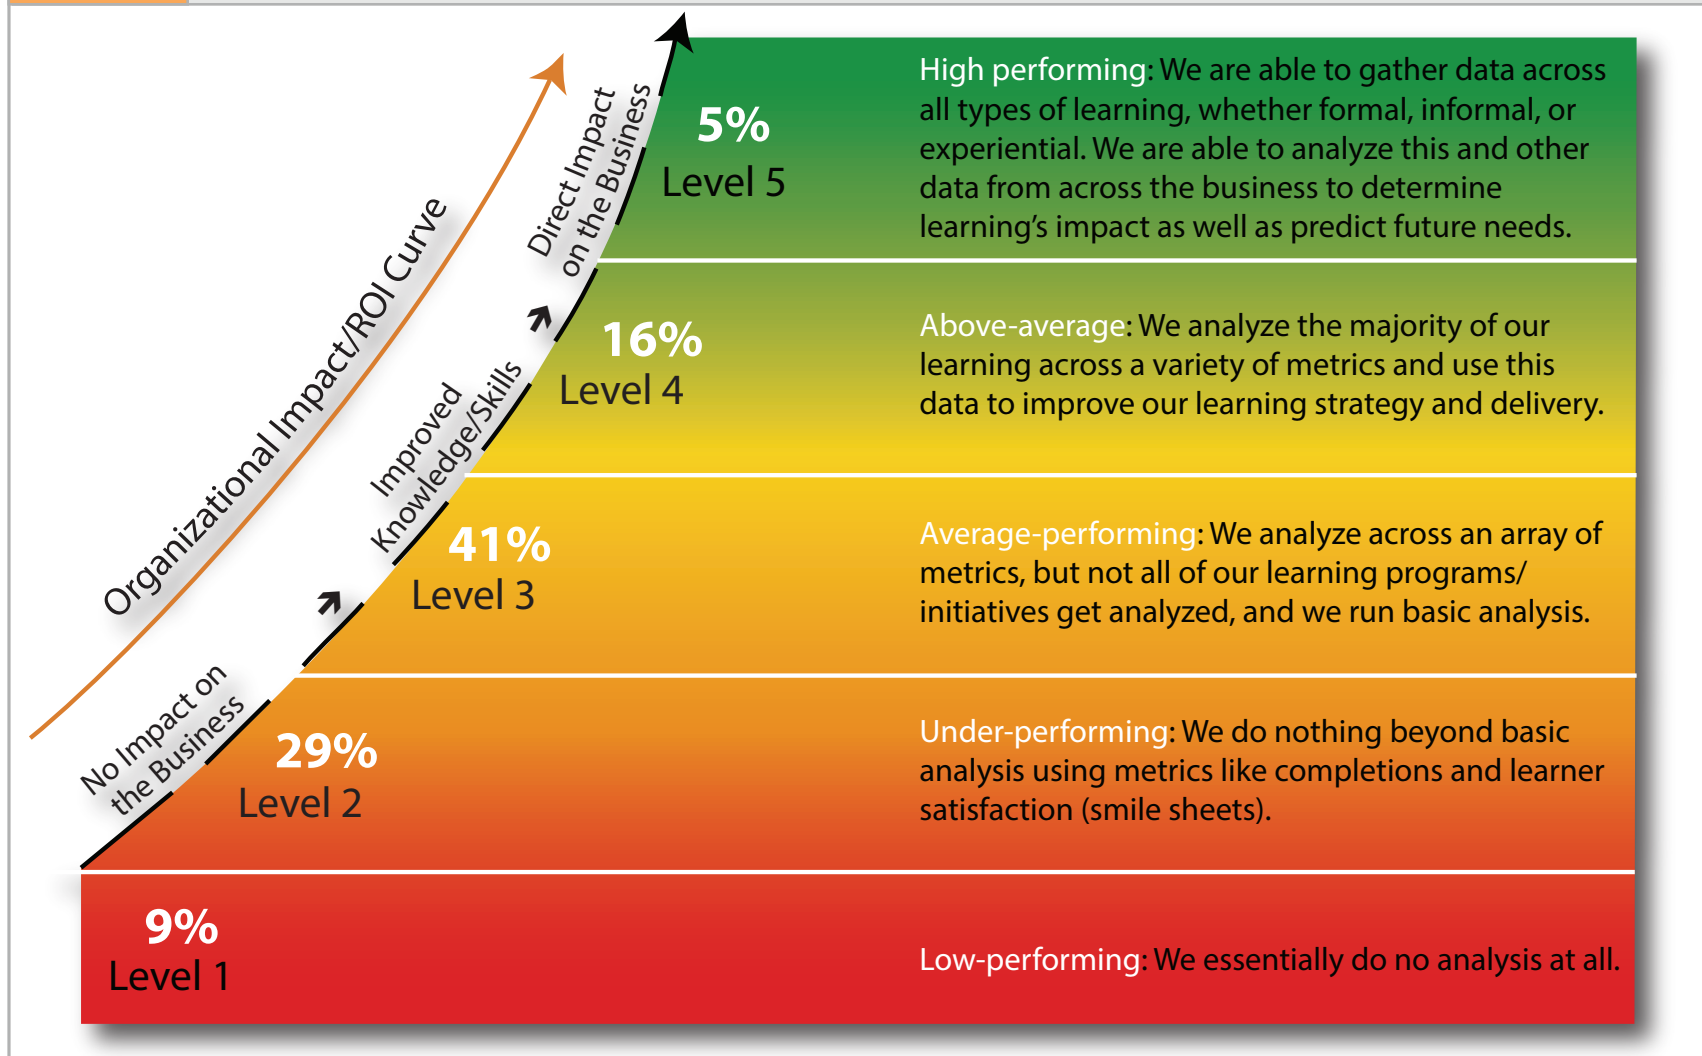 Organizational Impact/ROI Curve
Direct Impact
on the Business
Improved
Knowledge/Skills
No Impact on
the Business
5%
Level 5
High performing: We are able to gather data across
all types of learning, whether formal, informal, or
experiential. We are able to analyze this and other
data from across the business to determine
learning’s impact as well as predict future needs.
16%
Level 4
Above-average: We analyze the majority of our
learning across a variety of metrics and use this
data to improve our learning strategy and delivery.
41%
Level 3
Average-performing: We analyze across an array of
metrics, but not all of our learning programs/
initiatives get analyzed, and we run basic analysis.
29%
Level 2
Under-performing: We do nothing beyond basic
analysis using metrics like completions and learner
satisfaction (smile sheets).
9%
Level 1
Low-performing: We essentially do no analysis at all.